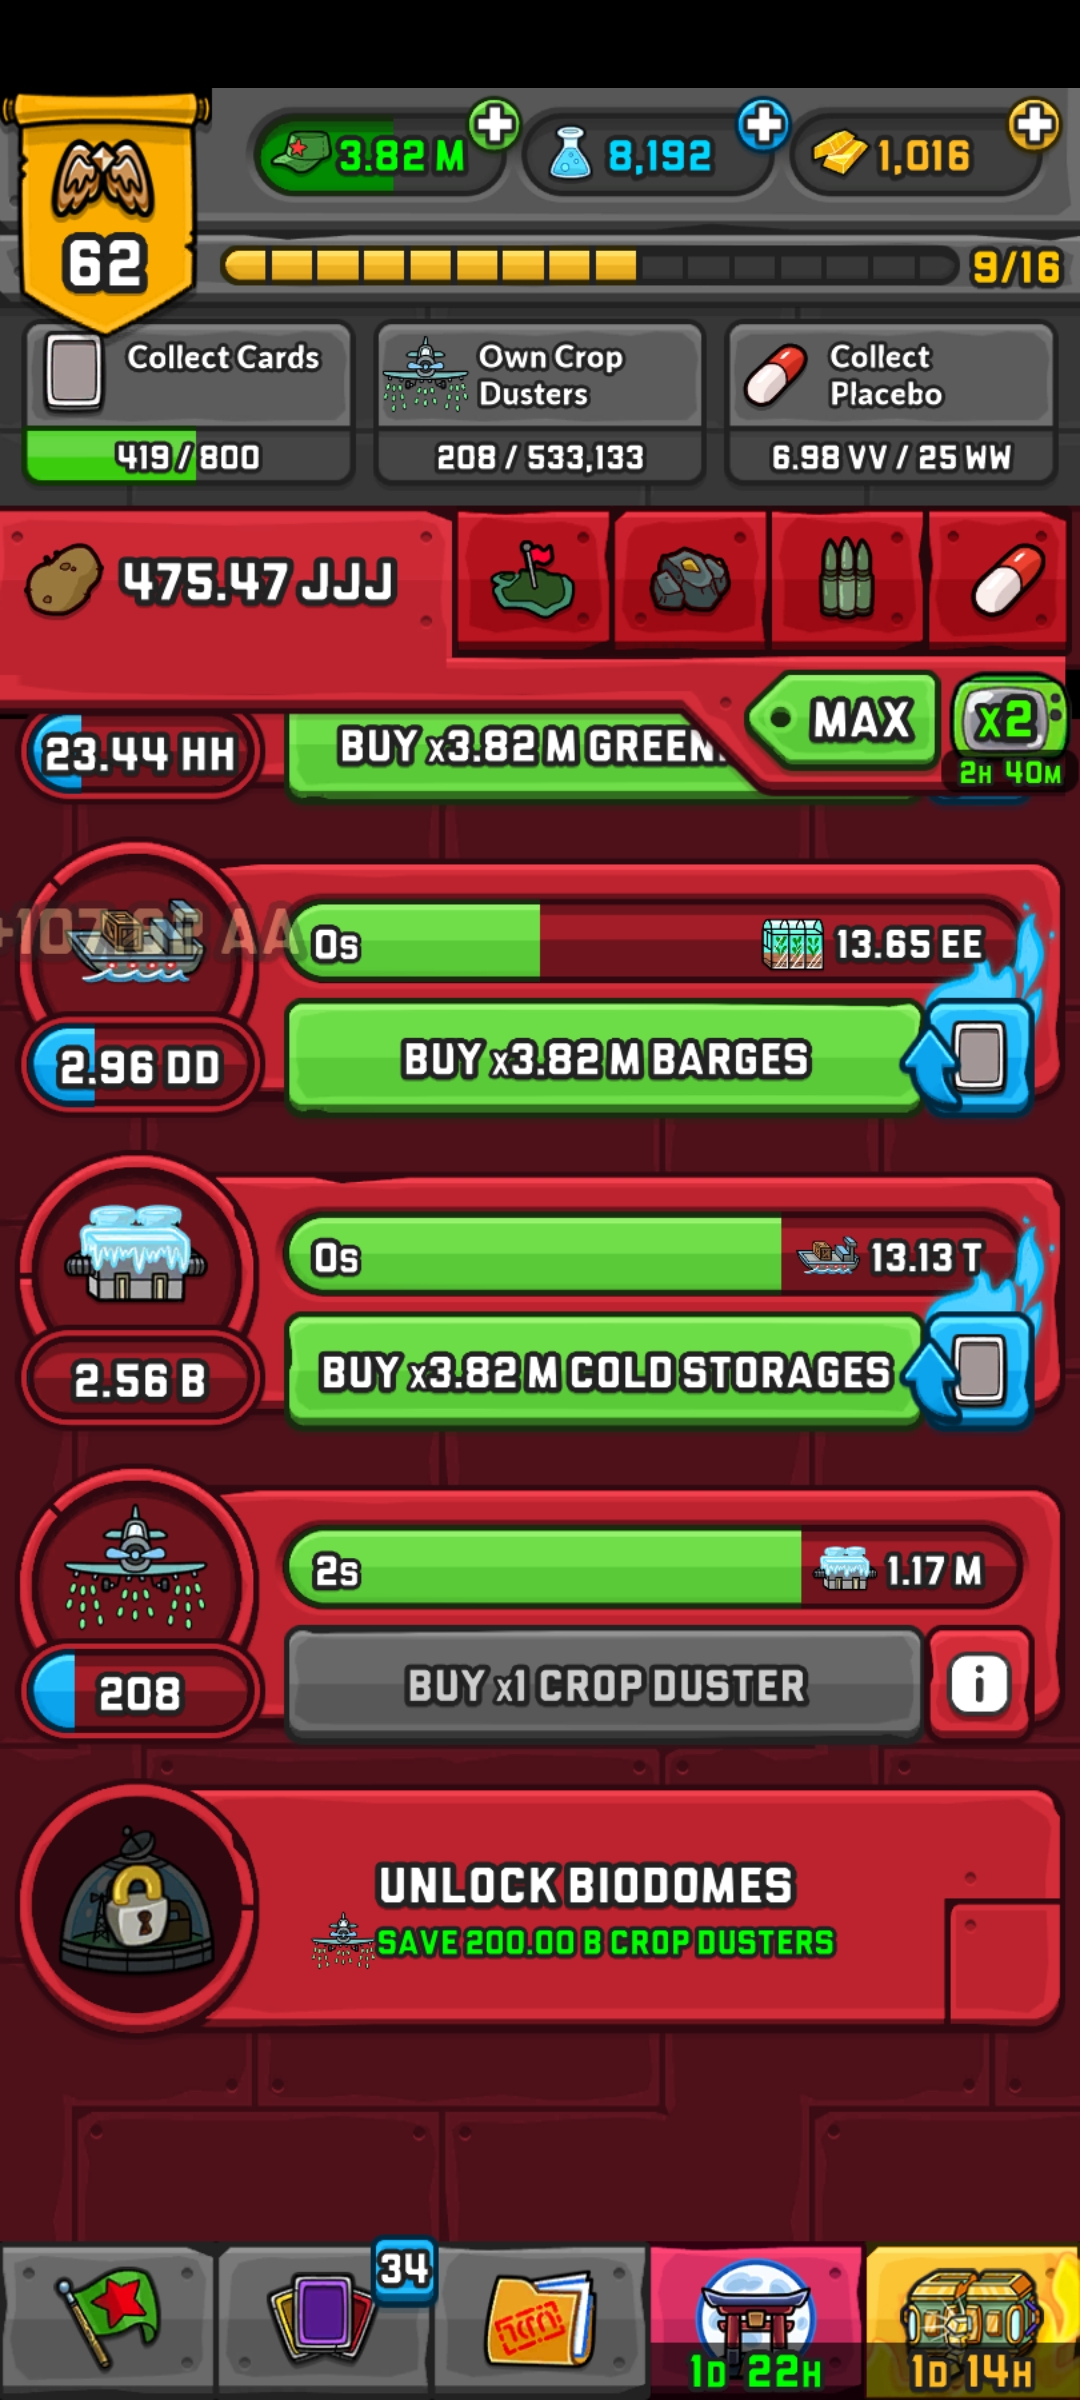 3.82 M
8,192
1,016
62
9/16
Collect Cards
419 / 800
Own Crop
Dusters
208 / 533,133
Collect
Placebo
6.98 VV / 25 WW
475.47 JJJ
MAX
x2
2H 40M
23.44 HH
BUY x3.82 M GREEN
0s
13.65 EE
2.96 DD
BUY x3.82 M BARGES
0s
13.13 T
2.56 B
BUY x3.82 M COLD STORAGES
2s
1.17 M
208
BUY x1 CROP DUSTER
i
UNLOCK BIODOMES
SAVE 200.00 B CROP DUSTERS
34
1D 22H
1D 14H